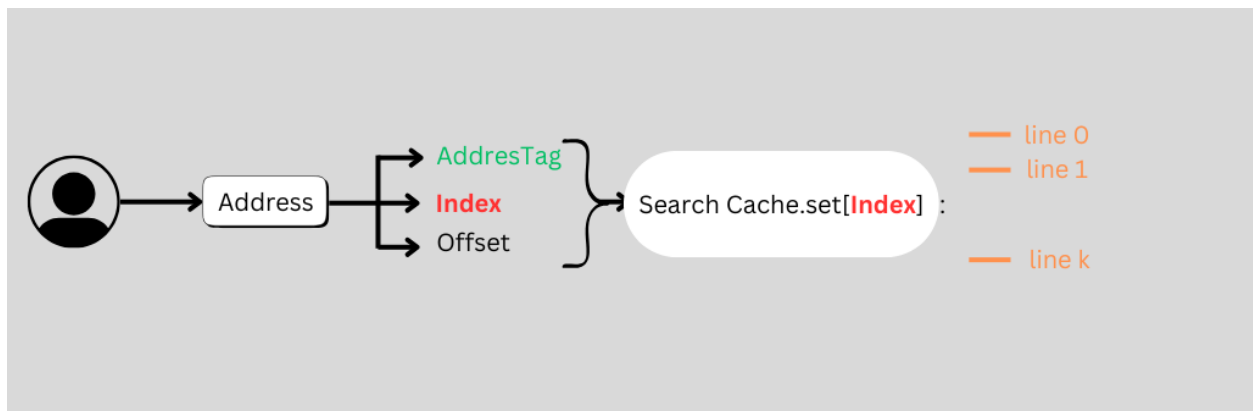 Address
AddresTag
Index
Offset
Search Cache.set[Index] :
line 0
line 1
line k